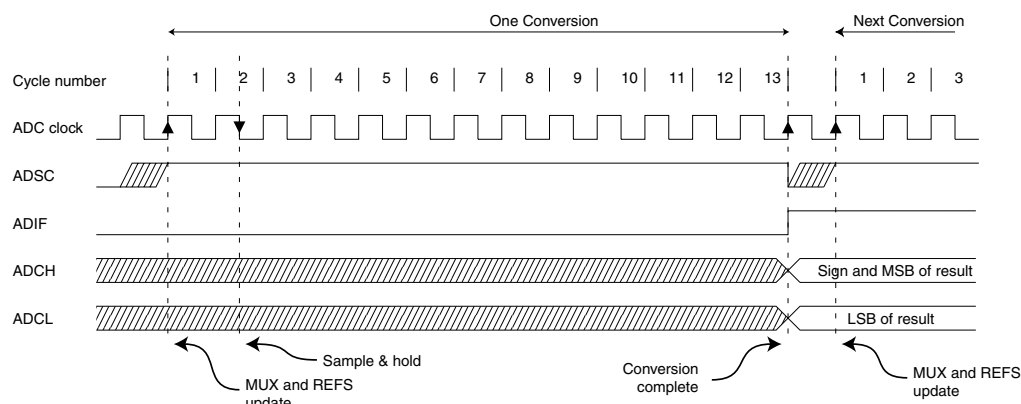 One Conversion
Next Conversion
Cycle number 1 2 3 4 5 6 7 8 9 10 11 12 13 1 2 3
ADC clock
ADSC
ADIF
ADCH
Sign and MSB of result
ADCL
LSB of result
Sample & hold
MUX and REFS
update
Conversion
complete
MUX and REFS
update